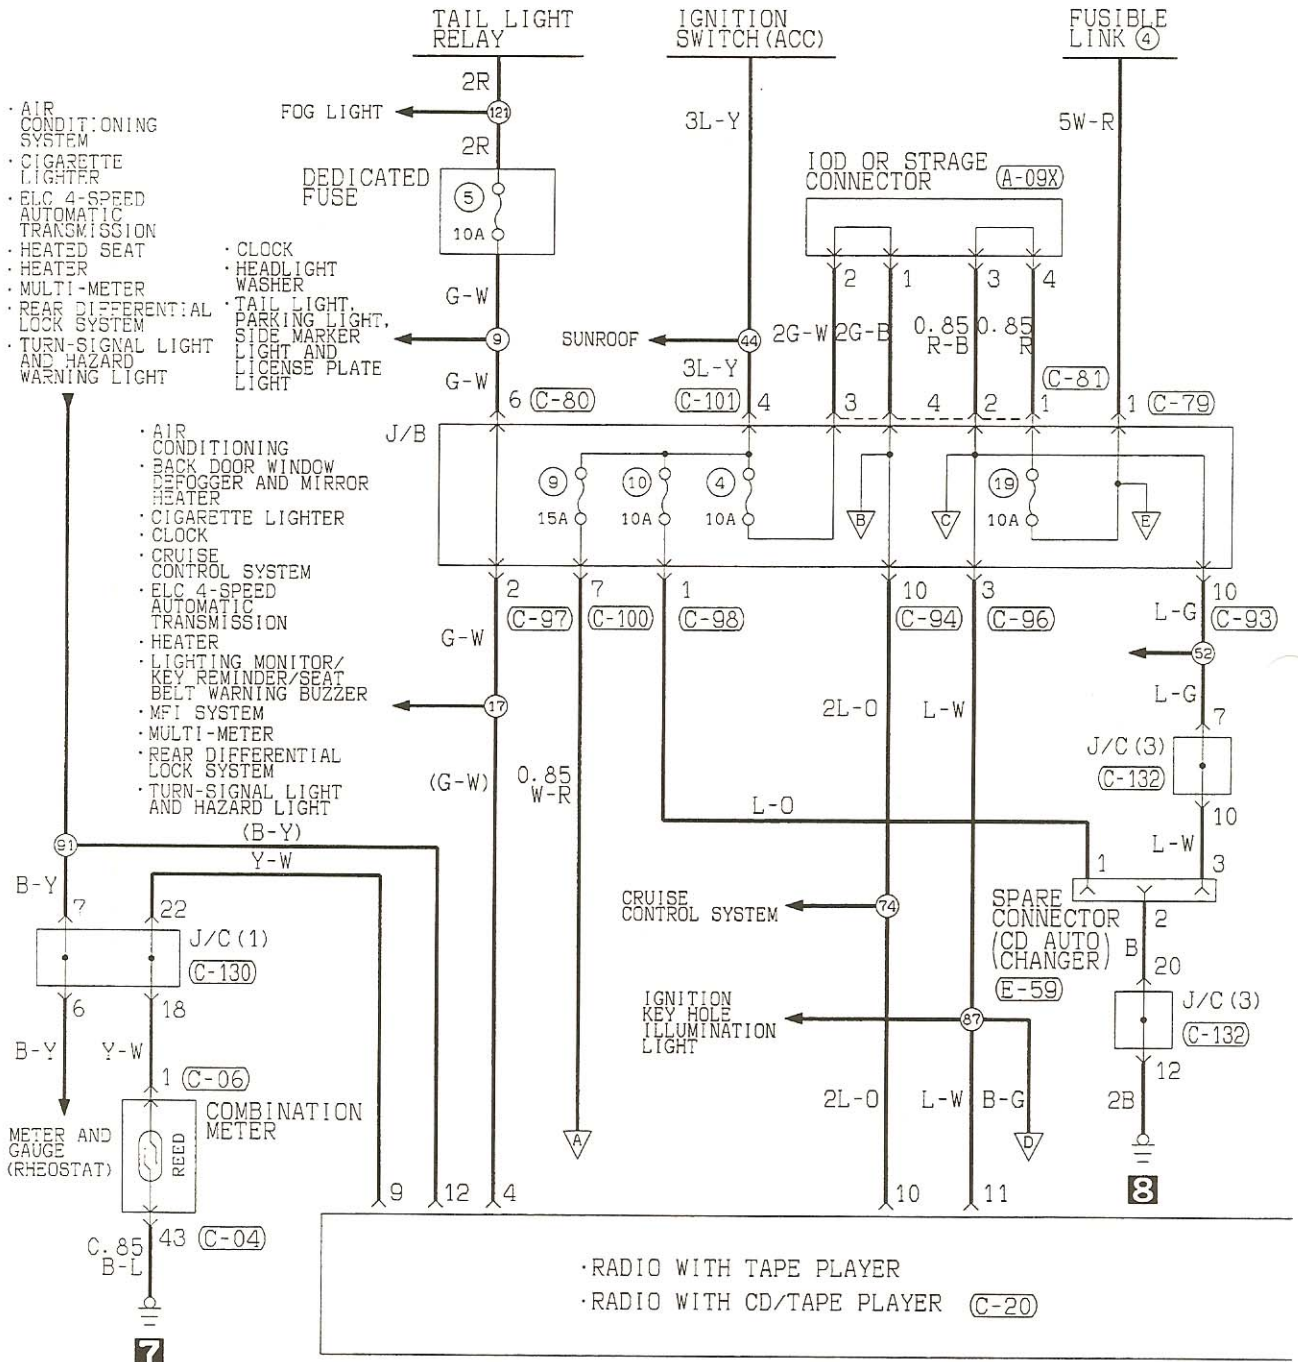 TAIL LIGHT
RELAY
IGNITION
SWITCH(ACC)
FUSIBLE
LINK ④
2R
FOG LIGHT
121
3L-Y
5W-R
2R
· AIR
CONDITIONING
SYSTEM
· CIGARETTE
LIGHTER
· ELC 4-SPEED
AUTOMATIC
TRANSMISSION
· HEATED SEAT
· HEATER
· MULTI-METER
· REAR DIFFERENTIAL
LOCK SYSTEM
· TURN-SIGNAL LIGHT
AND HAZARD
WARNING LIGHT
DEDICATED
FUSE
5
10A
IOD OR STRAGE
CONNECTOR
A-09X
· CLOCK
· HEADLIGHT
WASHER
· TAIL LIGHT,
PARKING LIGHT,
SIDE MARKER
LIGHT AND
LICENSE PLATE
LIGHT
G-W
9
G-W
2 1 3 4
SUNROOF
44
2G-W
2G-B
0.85
R-B
0.85
R
3L-Y
6
C-80
C-101
4
3 4 2 1
C-81
1
C-79
J/B
9
15A
10
10A
4
10A
B
C
19
10A
E
· AIR
CONDITIONING
· BACK DOOR WINDOW
DEFOGGER AND MIRROR
HEATER
· CIGARETTE LIGHTER
· CLOCK
· CRUISE
CONTROL SYSTEM
· ELC 4-SPEED
AUTOMATIC
TRANSMISSION
· HEATER
· LIGHTING MONITOR/
KEY REMINDER/SEAT
BELT WARNING BUZZER
· MFI SYSTEM
· MULTI-METER
· REAR DIFFERENTIAL
LOCK SYSTEM
· TURN-SIGNAL LIGHT
AND HAZARD LIGHT
2
C-97
7
C-100
1
C-98
10
C-94
3
C-96
10
C-93
G-W
L-G
52
17
2L-O
L-W
L-G
7
J/C(3)
C-132
(G-W)
0.85
W-R
L-O
10
L-W
(B-Y)
91
Y-W
1
3
B-Y
7
22
CRUISE
CONTROL SYSTEM
74
SPARE
CONNECTOR
(CD AUTO
CHANGER)
E-59
2
B
20
J/C(1)
C-130
6
18
IGNITION
KEY HOLE
ILLUMINATION
LIGHT
87
J/C(3)
C-132
B-Y
Y-W
1
C-06
12
2L-O
L-W
B-G
2B
COMBINATION
METER
REED
METER AND
GAUGE
(RHEOSTAT)
A
D
8
9 12 4 10 11
43
C-04
0.85
B-L
7
·RADIO WITH TAPE PLAYER
·RADIO WITH CD/TAPE PLAYER
C-20